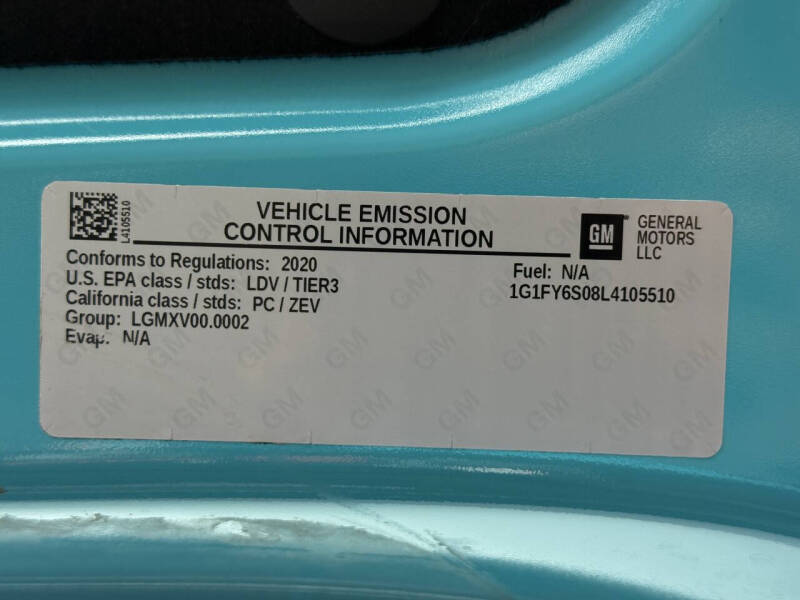 L4105510
VEHICLE EMISSION
CONTROL INFORMATION
GM
GENERAL
MOTORS
LLC
Conforms to Regulations: 2020
U.S. EPA class / stds: LDV / TIER3
California class / stds: PC / ZEV
Group: LGMXV00.0002
Evap: N/A
Fuel: N/A
1G1FY6S08L4105510